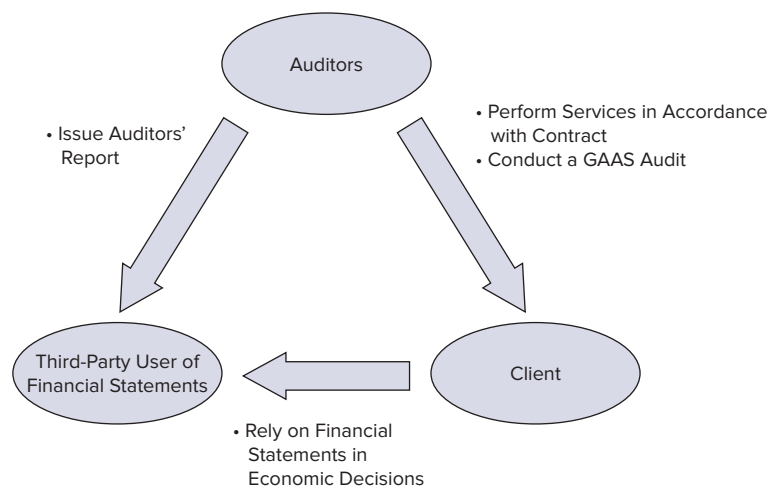 Auditors
• Issue Auditors'
Report
• Perform Services in Accordance
with Contract
• Conduct a GAAS Audit
Third-Party User of
Financial Statements
Client
• Rely on Financial
Statements in
Economic Decisions